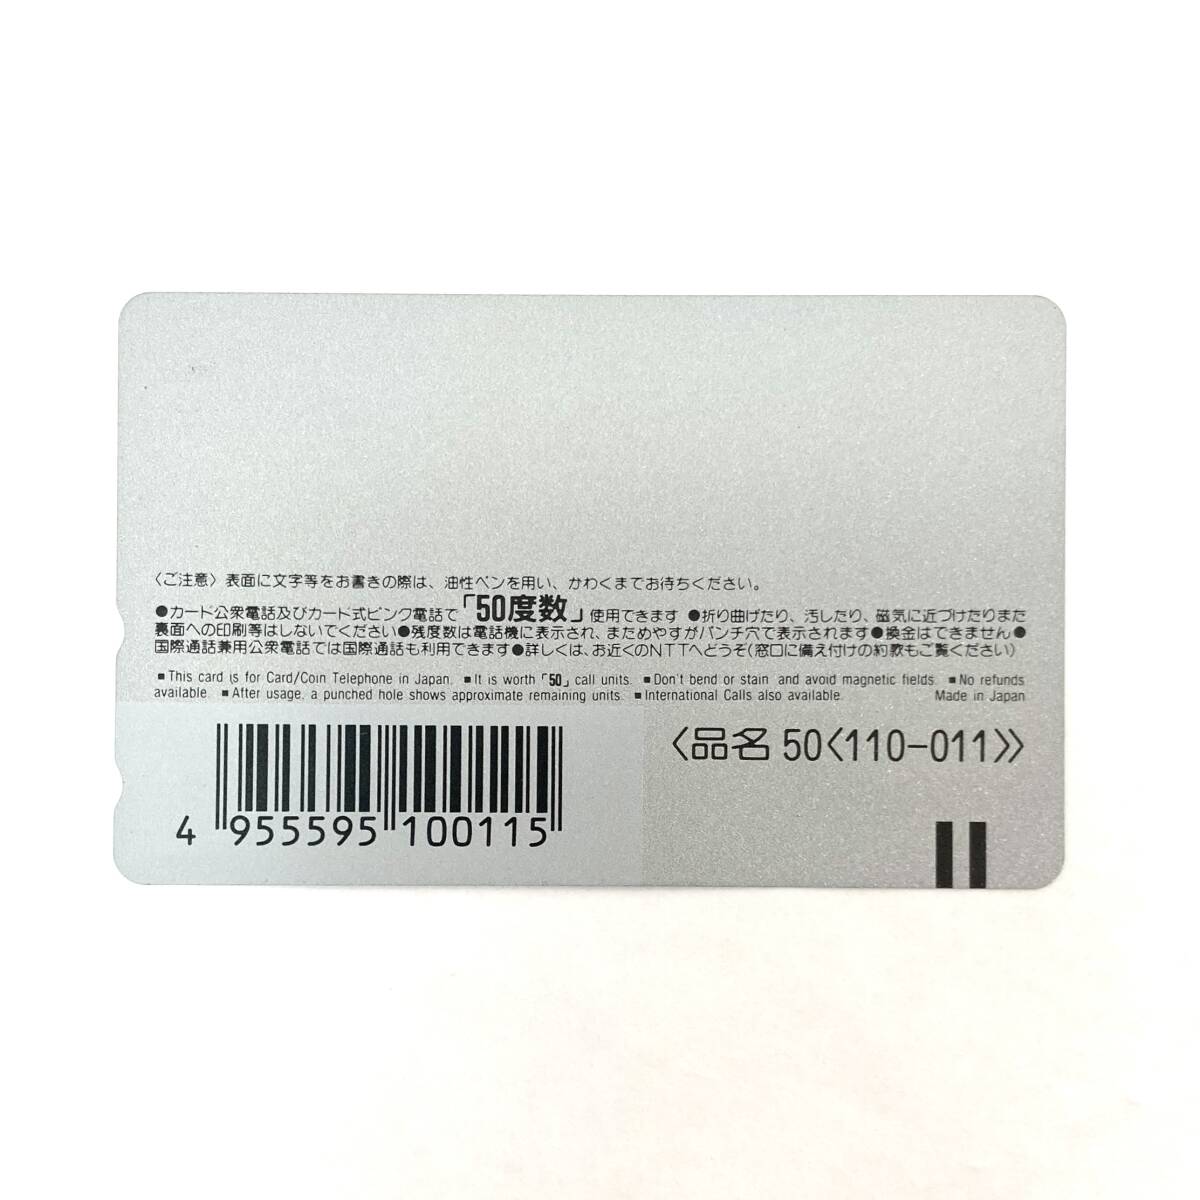 〈ご注意〉表面に文字等をお書きの際は、油性ペンを用い、かわくまでお待ちください。
●カード公衆電話及びカード式ピンク電話で「50度数」使用できます ●折り曲げたり、汚したり、磁気に近づけたりまた
裏面への印刷等はしないでください●残度数は電話機に表示され、まためやすがパンチ穴で表示されます●換金はできません●
国際通話兼用公衆電話では国際通話も利用できます●詳しくは、お近くのNTTへどうぞ(窓口に備え付けの約款もご覧ください)
■This card is for Card/Coin Telephone in Japan. ■It is worth「50」call units. ■Don't bend or stain and avoid magnetic fields. ■No refunds
available. ■After usage, a punched hole shows approximate remaining units. ■International Calls also available. Made in Japan
〈品名 50〈110-011〉〉
4 955595 100115